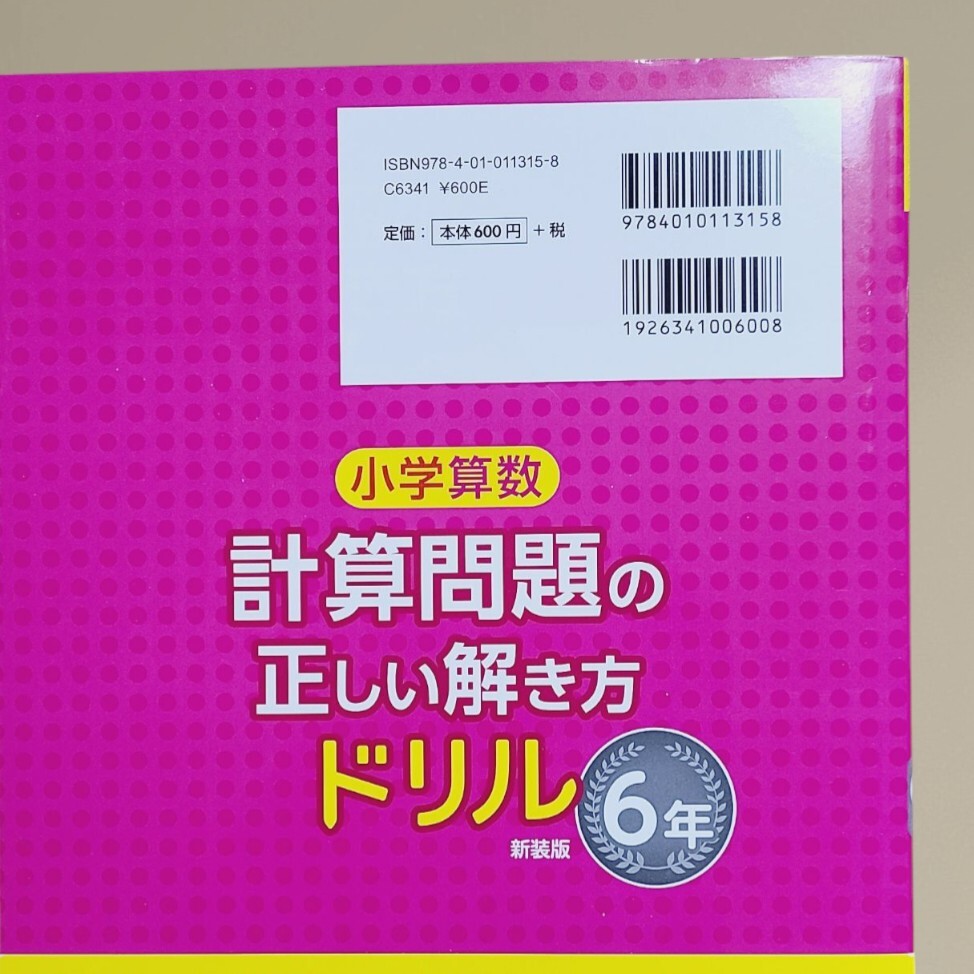 ISBN978-4-01-011315-8
C6341 ¥600E
定価: 本体600円 +税
9784010113158
1926341006008
小学算数
計算問題の
正しい解き方
ドリル
6年
新装版